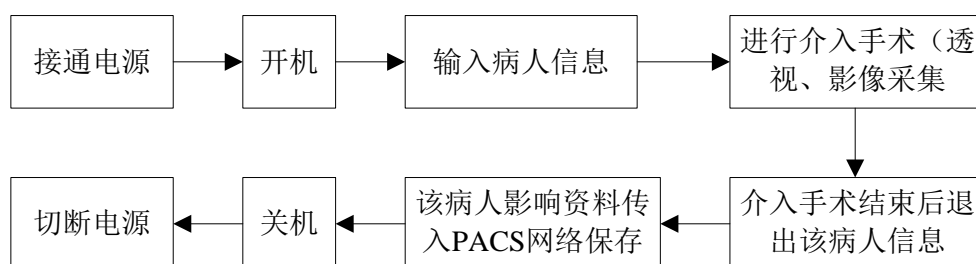 接通电源
开机
输入病人信息
进行介入手术（透
视、影像采集
介入手术结束后退
出该病人信息
该病人影响资料传
入PACS网络保存
关机
切断电源